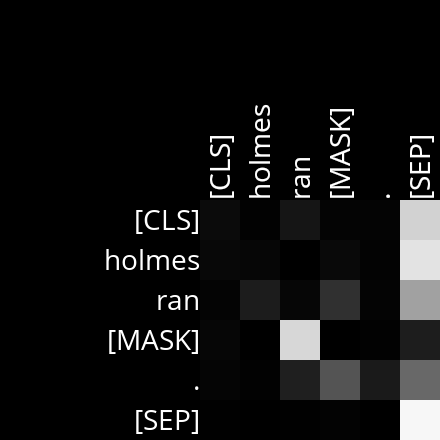 [CLS] holmes ran [MASK] . [SEP]
[CLS]
holmes
ran
[MASK]
.
[SEP]